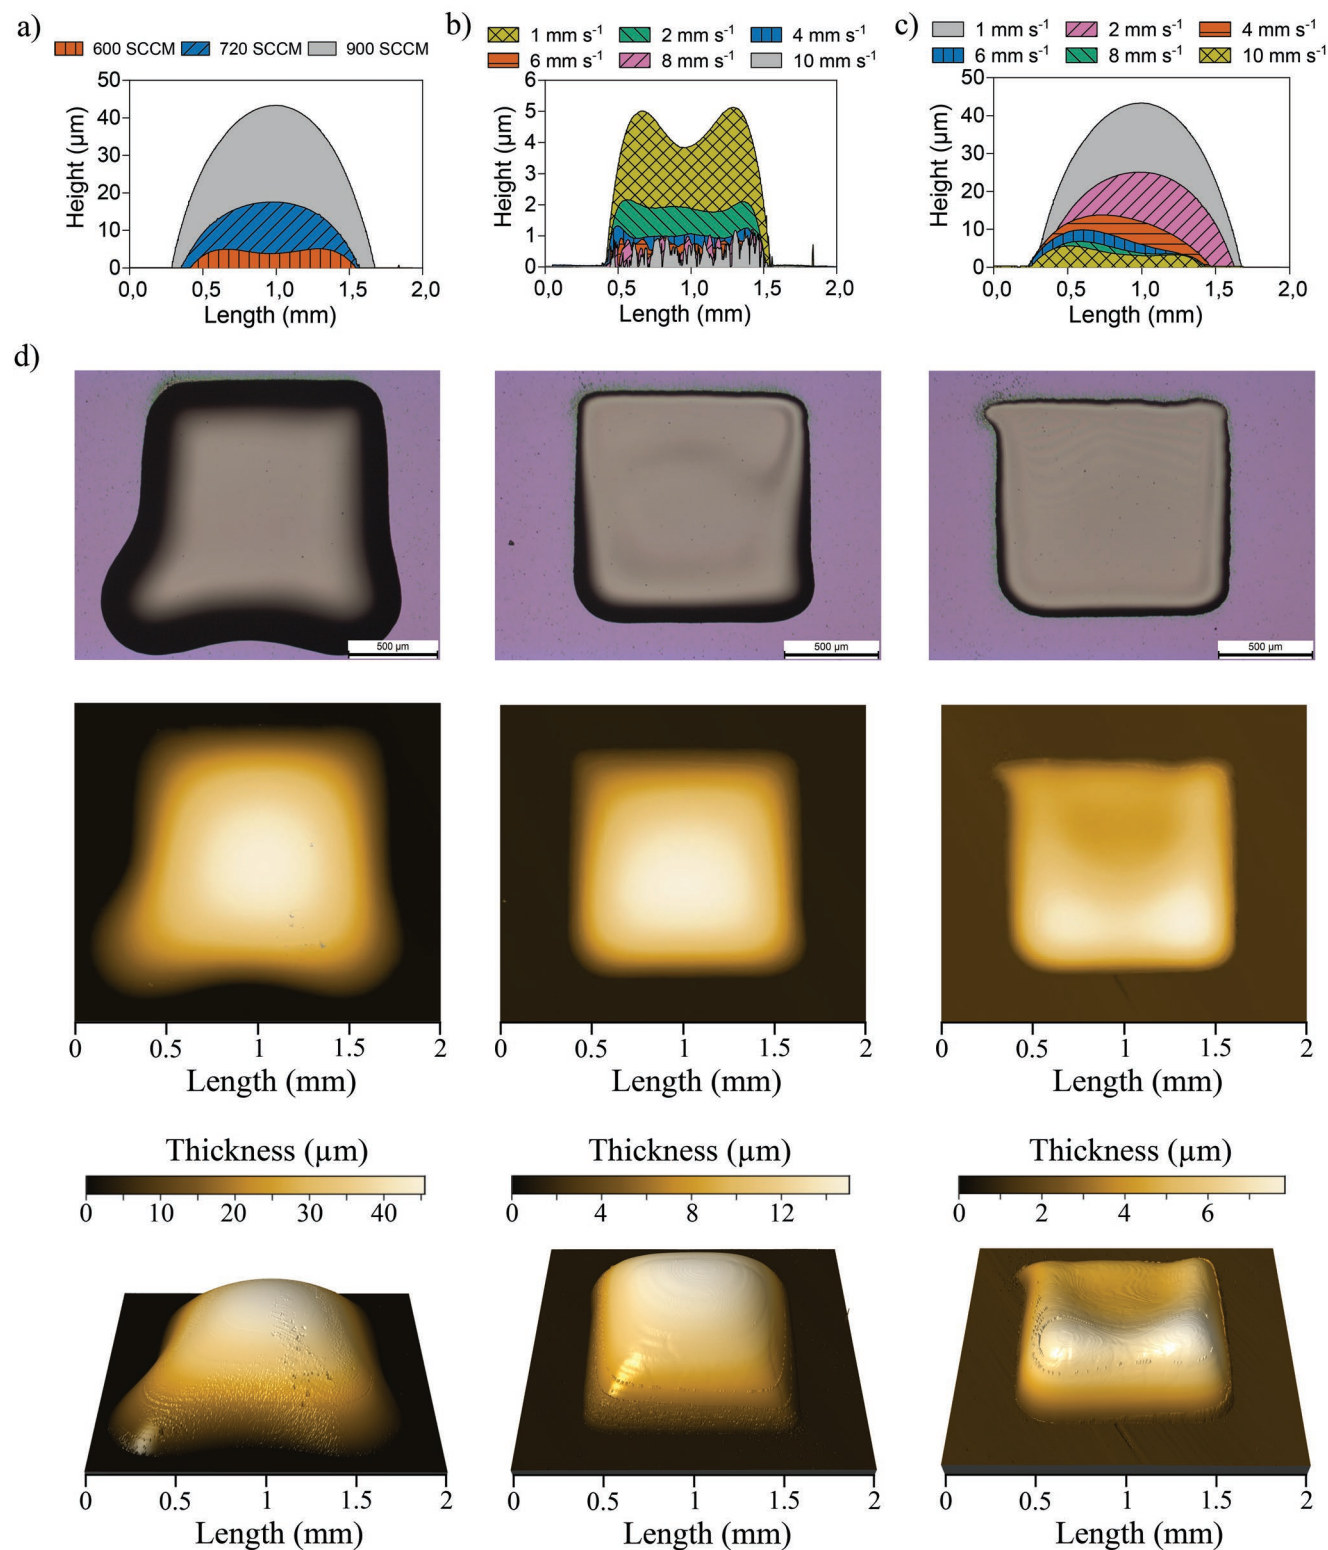 a)
600 SCCM 720 SCCM 900 SCCM
50
40
30
20
10
0
Height (µm)
0,0 0,5 1,0 1,5 2,0
Length (mm)
b)
1 mm s⁻¹ 2 mm s⁻¹ 4 mm s⁻¹
6 mm s⁻¹ 8 mm s⁻¹ 10 mm s⁻¹
6
5
4
3
2
1
0
Height (µm)
0,0 0,5 1,0 1,5 2,0
Length (mm)
c)
1 mm s⁻¹ 2 mm s⁻¹ 4 mm s⁻¹
6 mm s⁻¹ 8 mm s⁻¹ 10 mm s⁻¹
50
40
30
20
10
0
Height (µm)
0,0 0,5 1,0 1,5 2,0
Length (mm)
d)
500 µm 500 µm 500 µm
0 0.5 1 1.5 2 0 0.5 1 1.5 2 0 0.5 1 1.5 2
Length (mm) Length (mm) Length (mm)
Thickness (µm) Thickness (µm) Thickness (µm)
0 10 20 30 40 0 4 8 12 0 2 4 6
0 0.5 1 1.5 2 0 0.5 1 1.5 2 0 0.5 1 1.5 2
Length (mm) Length (mm) Length (mm)